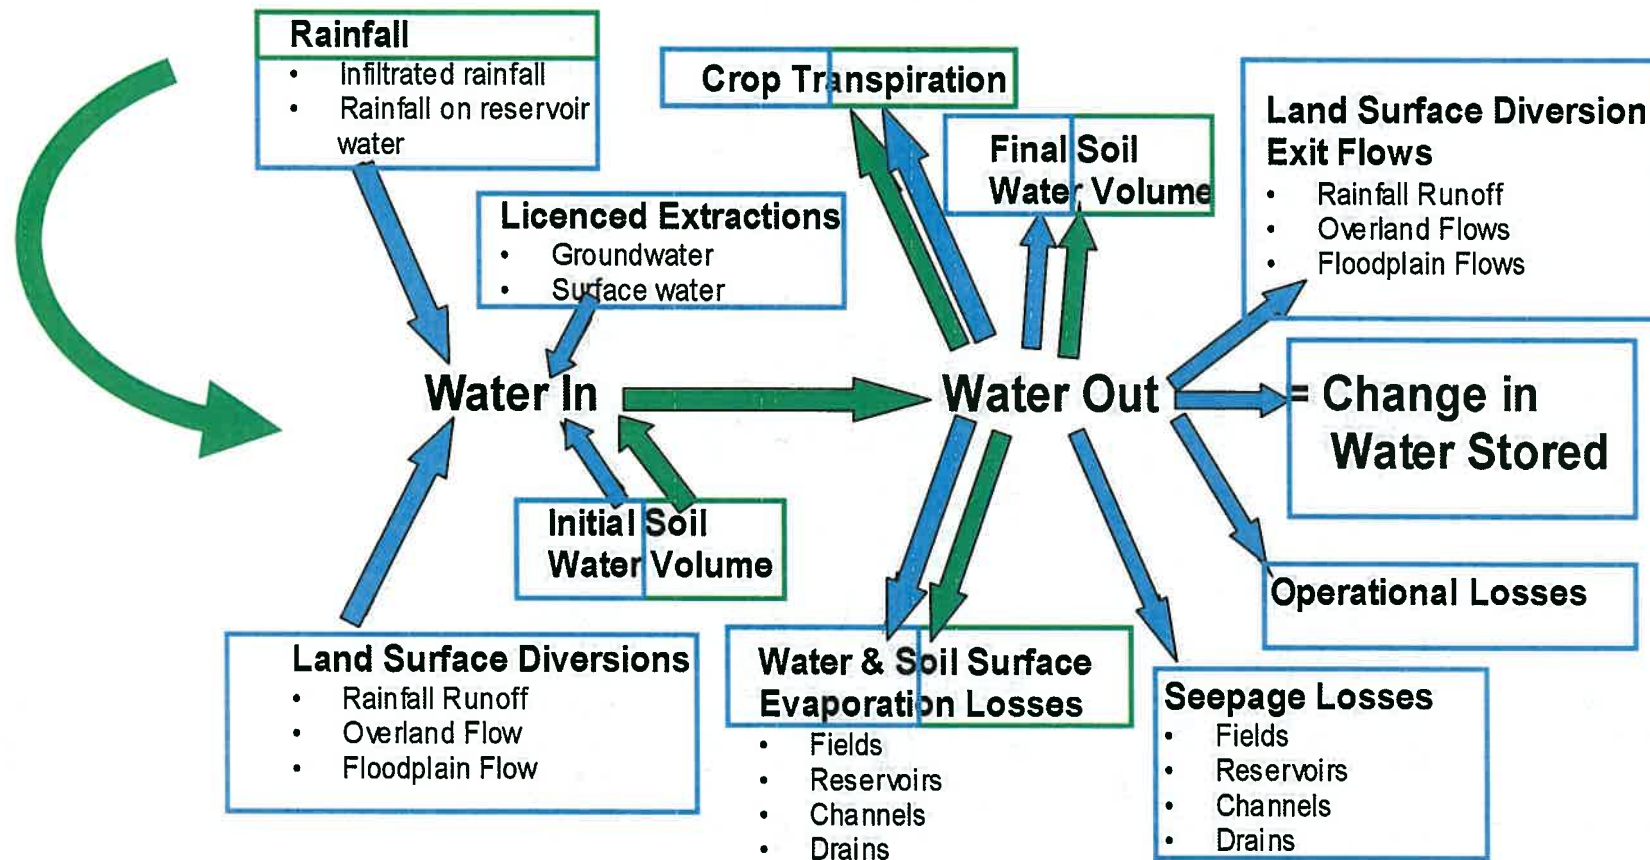 Rainfall
• Infiltrated rainfall
• Rainfall on reservoir
water
Crop Transpiration
Final Soil
Water Volume
Land Surface Diversion
Exit Flows
• Rainfall Runoff
• Overland Flows
• Floodplain Flows
Licenced Extractions
• Groundwater
• Surface water
Water In
Water Out
= Change in
Water Stored
Initial Soil
Water Volume
Operational Losses
Land Surface Diversions
• Rainfall Runoff
• Overland Flow
• Floodplain Flow
Water & Soil Surface
Evaporation Losses
• Fields
• Reservoirs
• Channels
• Drains
Seepage Losses
• Fields
• Reservoirs
• Channels
• Drains